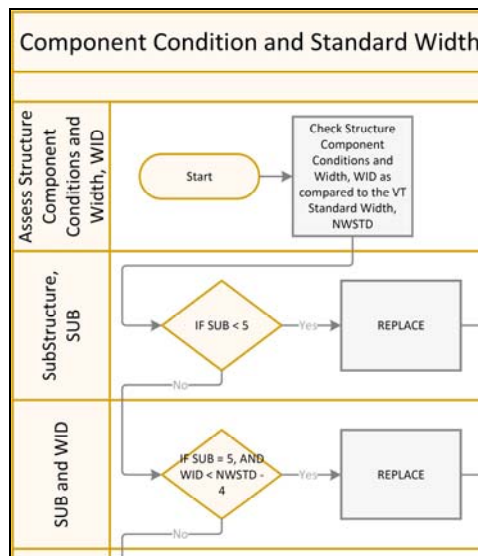 Component Condition and Standard Width
Assess Structure
Component
Conditions and
Width, WID
Start
Check Structure
Component
Conditions and
Width, WID as
compared to the VT
Standard Width,
NWSTD
SubStructure,
SUB
IF SUB < 5
Yes
REPLACE
No
SUB and WID
IF SUB = 5, AND
WID < NWSTD -
4
Yes
REPLACE
No